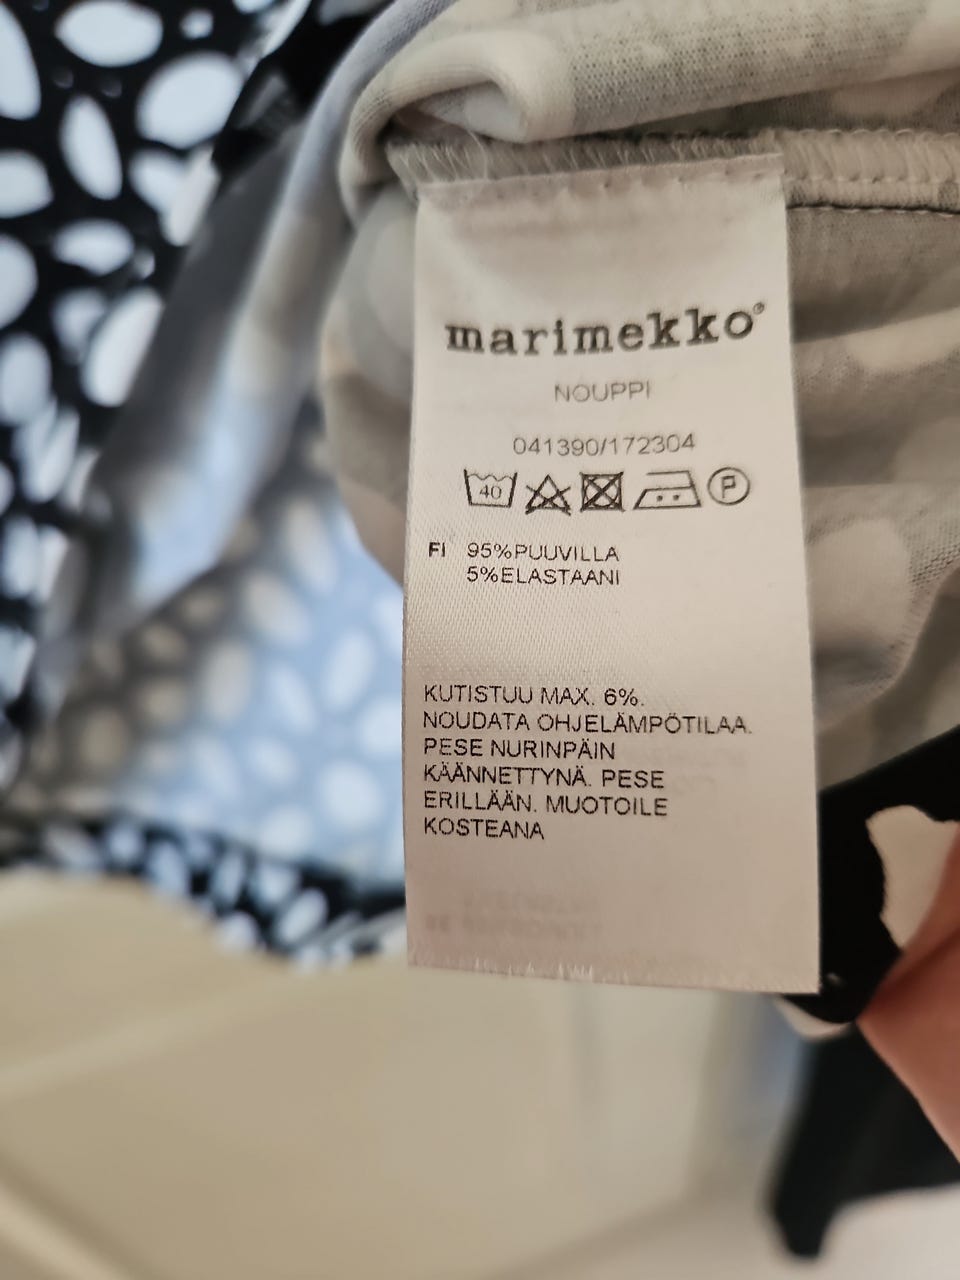 marimekko®
NOUPPI
041390/172304
40 P
FI 95%PUUVILLA
5%ELASTAANI
KUTISTUU MAX. 6%.
NOUDATA OHJELÄMPÖTILAA.
PESE NURINPÄIN
KÄÄNNETTYNÄ. PESE
ERILLÄÄN. MUOTOILE
KOSTEANA